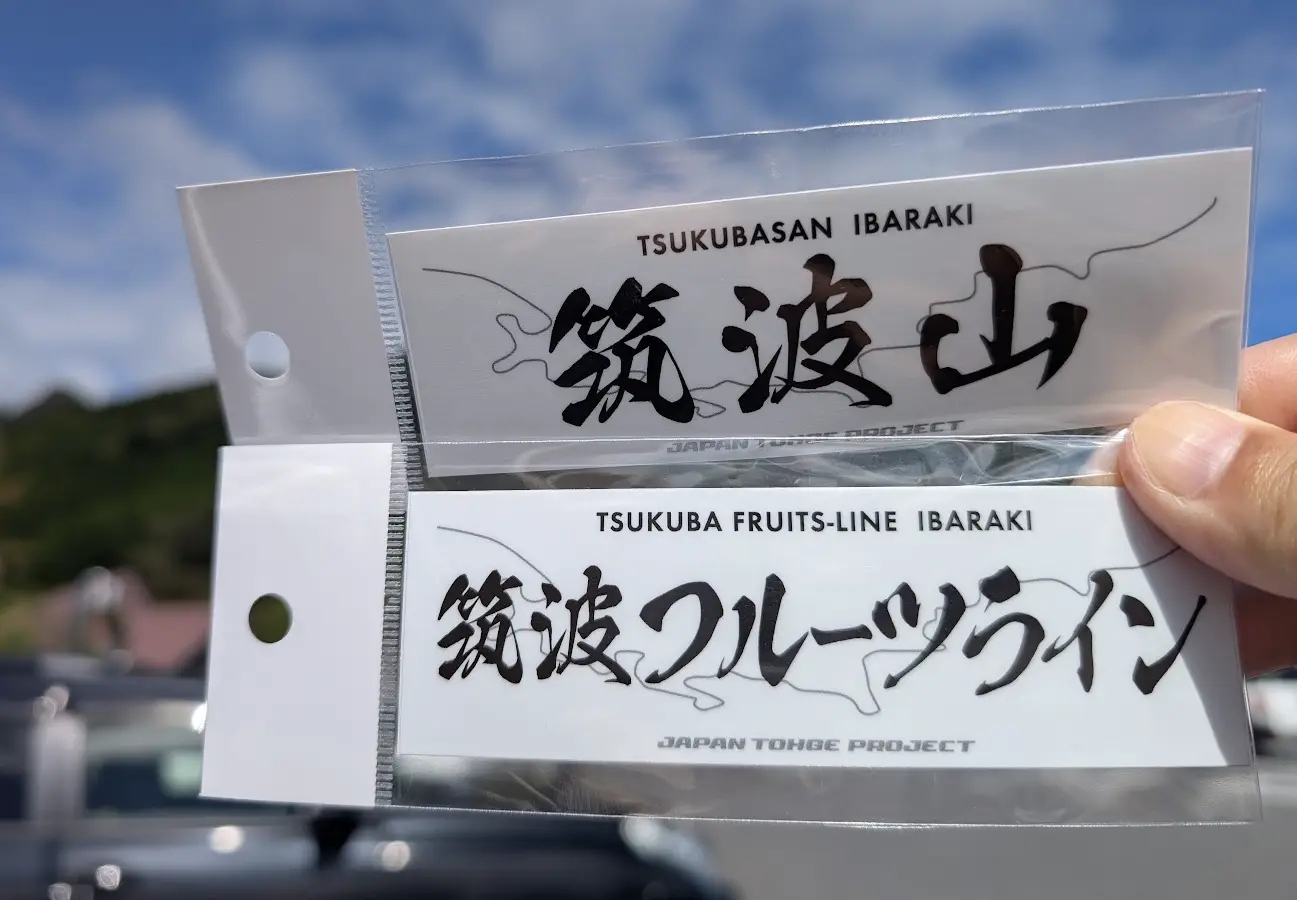 TSUKUBASAN IBARAKI
筑波山
JAPAN TOHGE PROJECT
TSUKUBA FRUITS-LINE IBARAKI
筑波フルーツライン
JAPAN TOHGE PROJECT